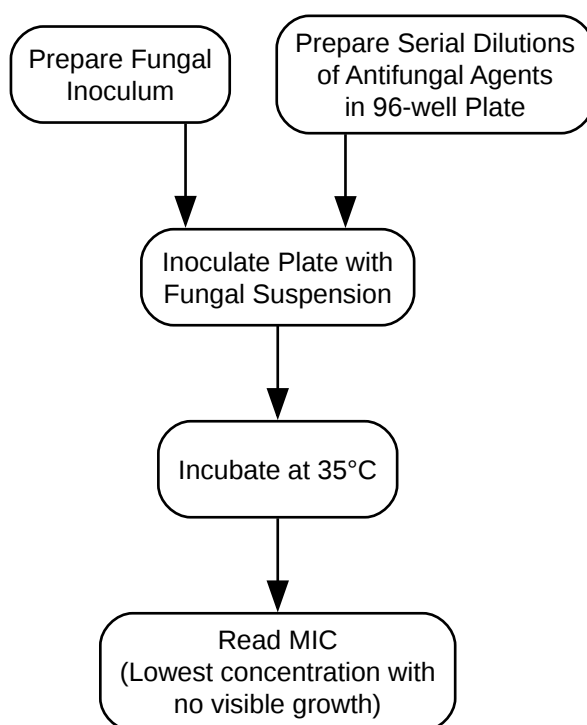 Prepare Fungal
Inoculum
Prepare Serial Dilutions
of Antifungal Agents
in 96-well Plate
Inoculate Plate with
Fungal Suspension
Incubate at 35°C
Read MIC
(Lowest concentration with
no visible growth)